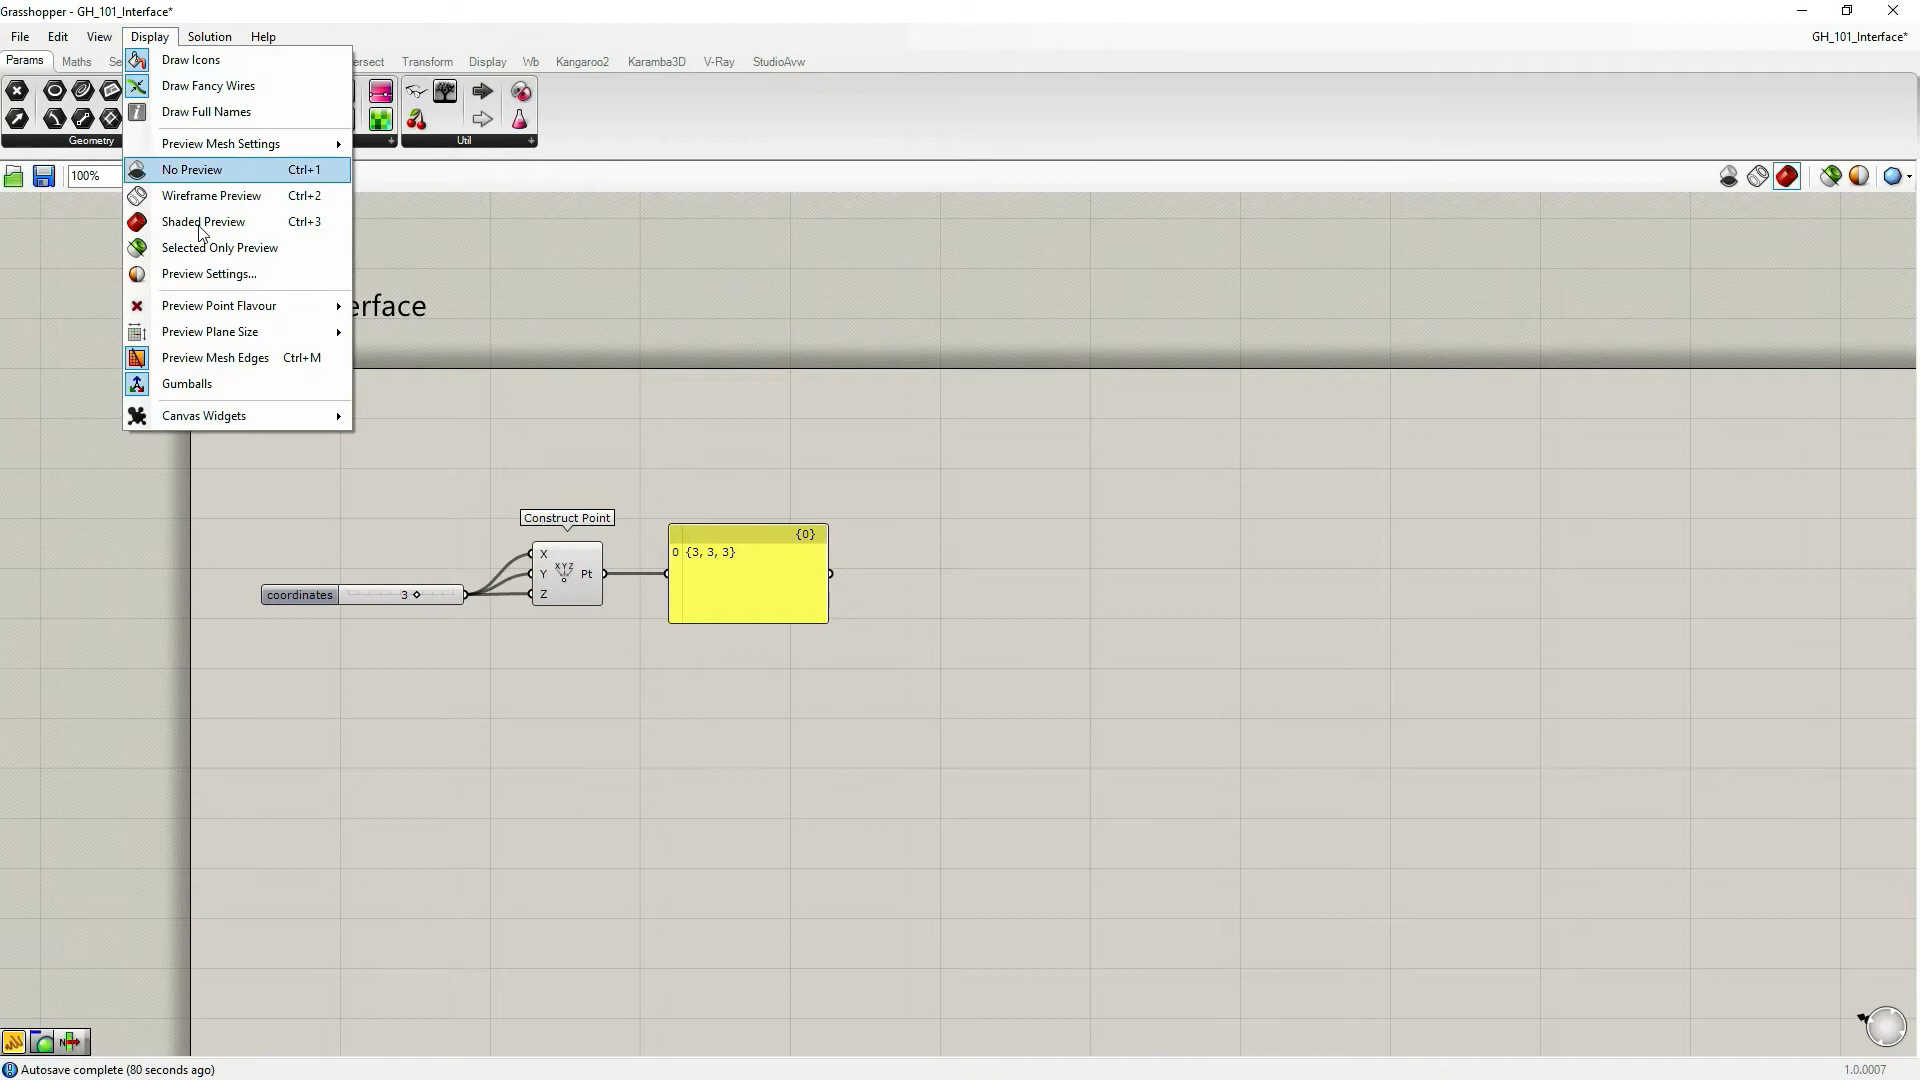 Grasshopper - GH_101_Interface*
File Edit View Display Solution Help GH_101_Interface*
Params Maths Se ersect Transform Display Wb Kangaroo2 Karamba3D V-Ray StudioAvw
Geometry Util
100%
Draw Icons
Draw Fancy Wires
Draw Full Names
Preview Mesh Settings
No Preview Ctrl+1
Wireframe Preview Ctrl+2
Shaded Preview Ctrl+3
Selected Only Preview
Preview Settings...
Preview Point Flavour
Preview Plane Size
Preview Mesh Edges Ctrl+M
Gumballs
Canvas Widgets
erface
Construct Point
X
Y
Z
X Y Z
Pt
coordinates 3
{0}
0 {3, 3, 3}
Autosave complete (80 seconds ago) 1.0.0007